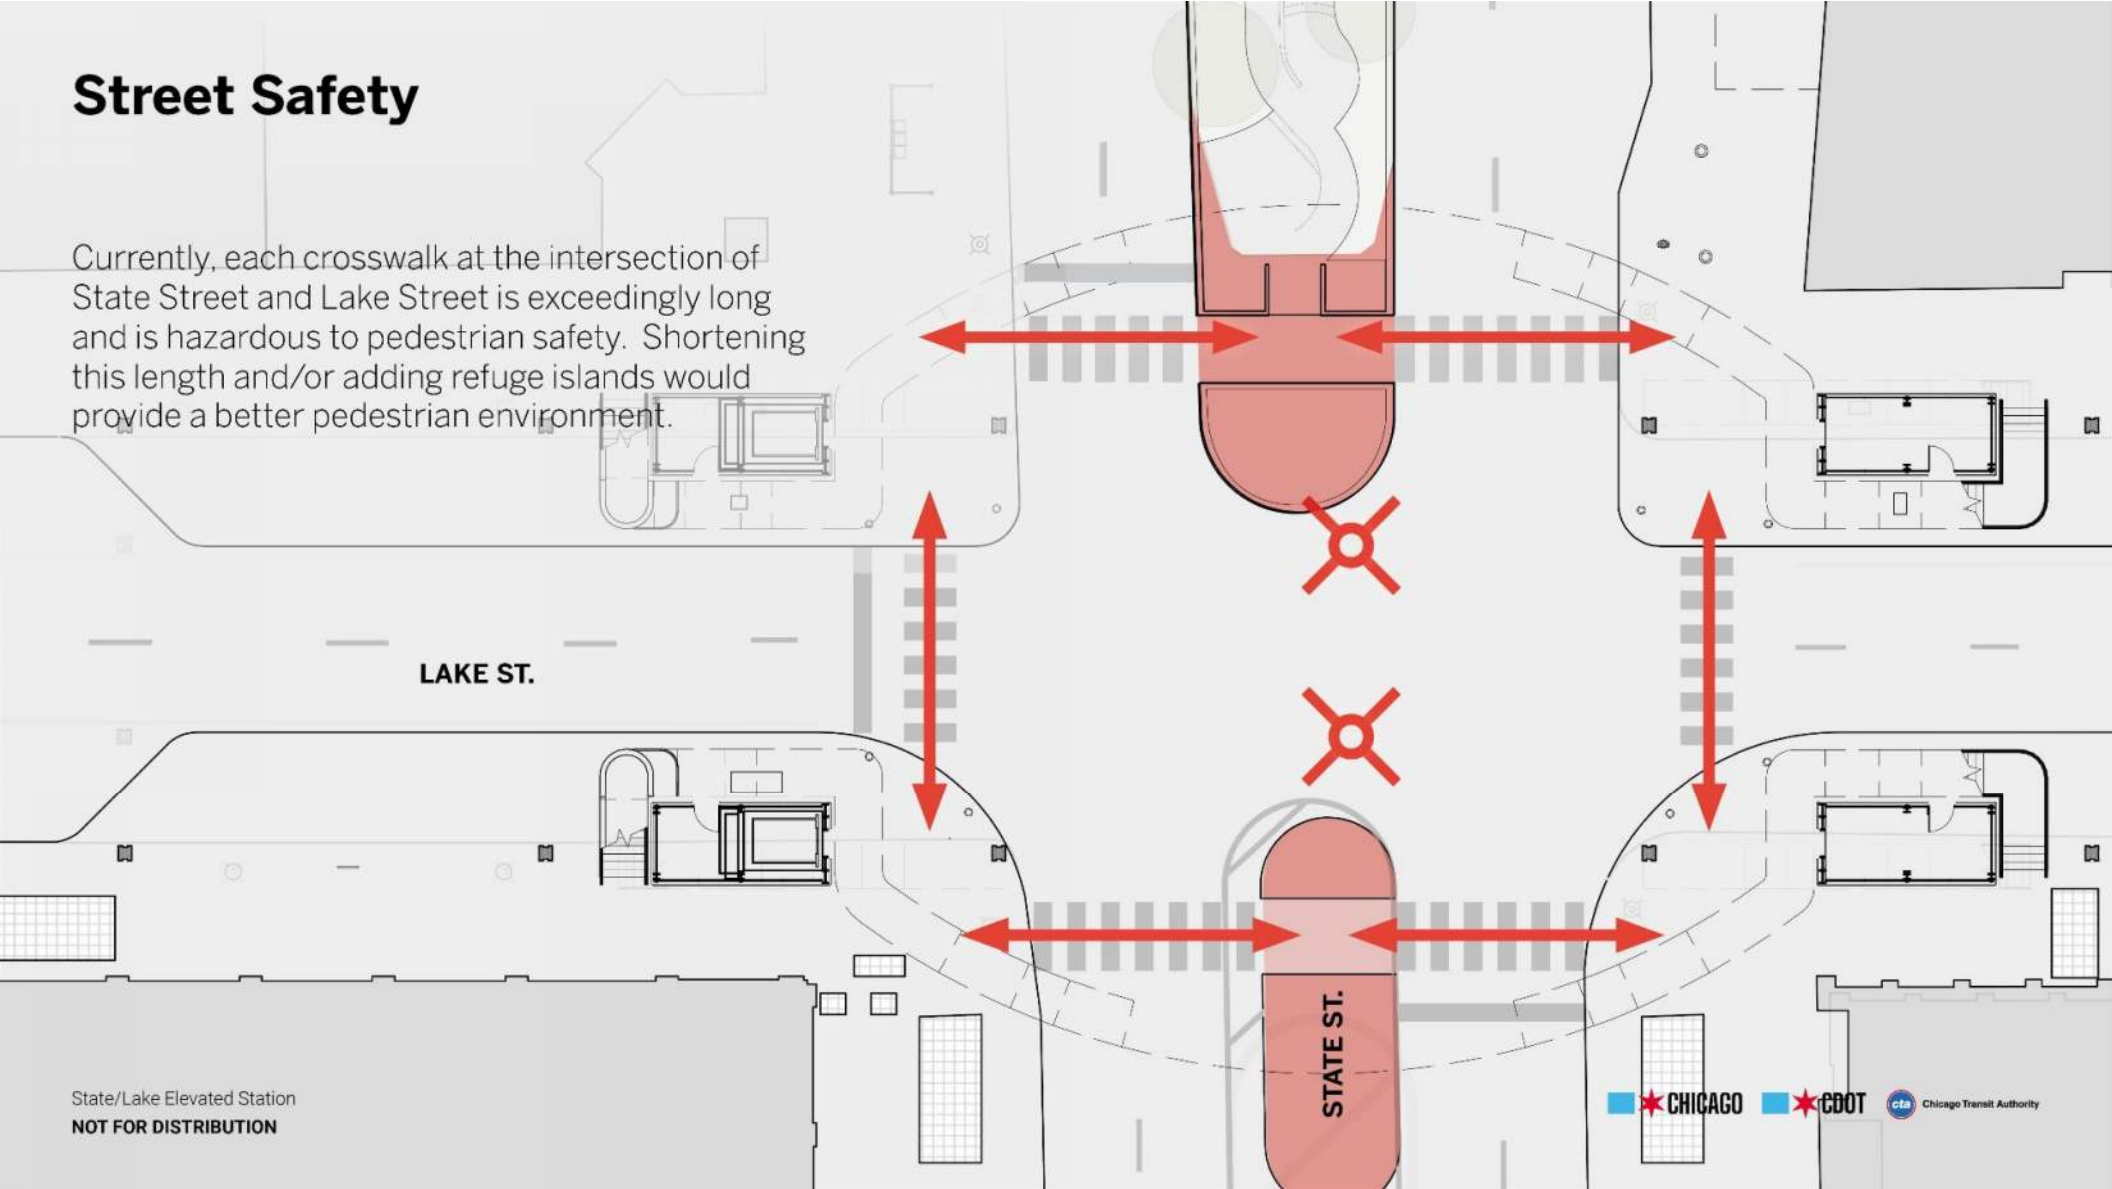 Street Safety
Currently, each crosswalk at the intersection of
State Street and Lake Street is exceedingly long
and is hazardous to pedestrian safety. Shortening
this length and/or adding refuge islands would
provide a better pedestrian environment.
LAKE ST.
STATE ST.
State/Lake Elevated Station
NOT FOR DISTRIBUTION
CHICAGO
CDOT
cta
Chicago Transit Authority